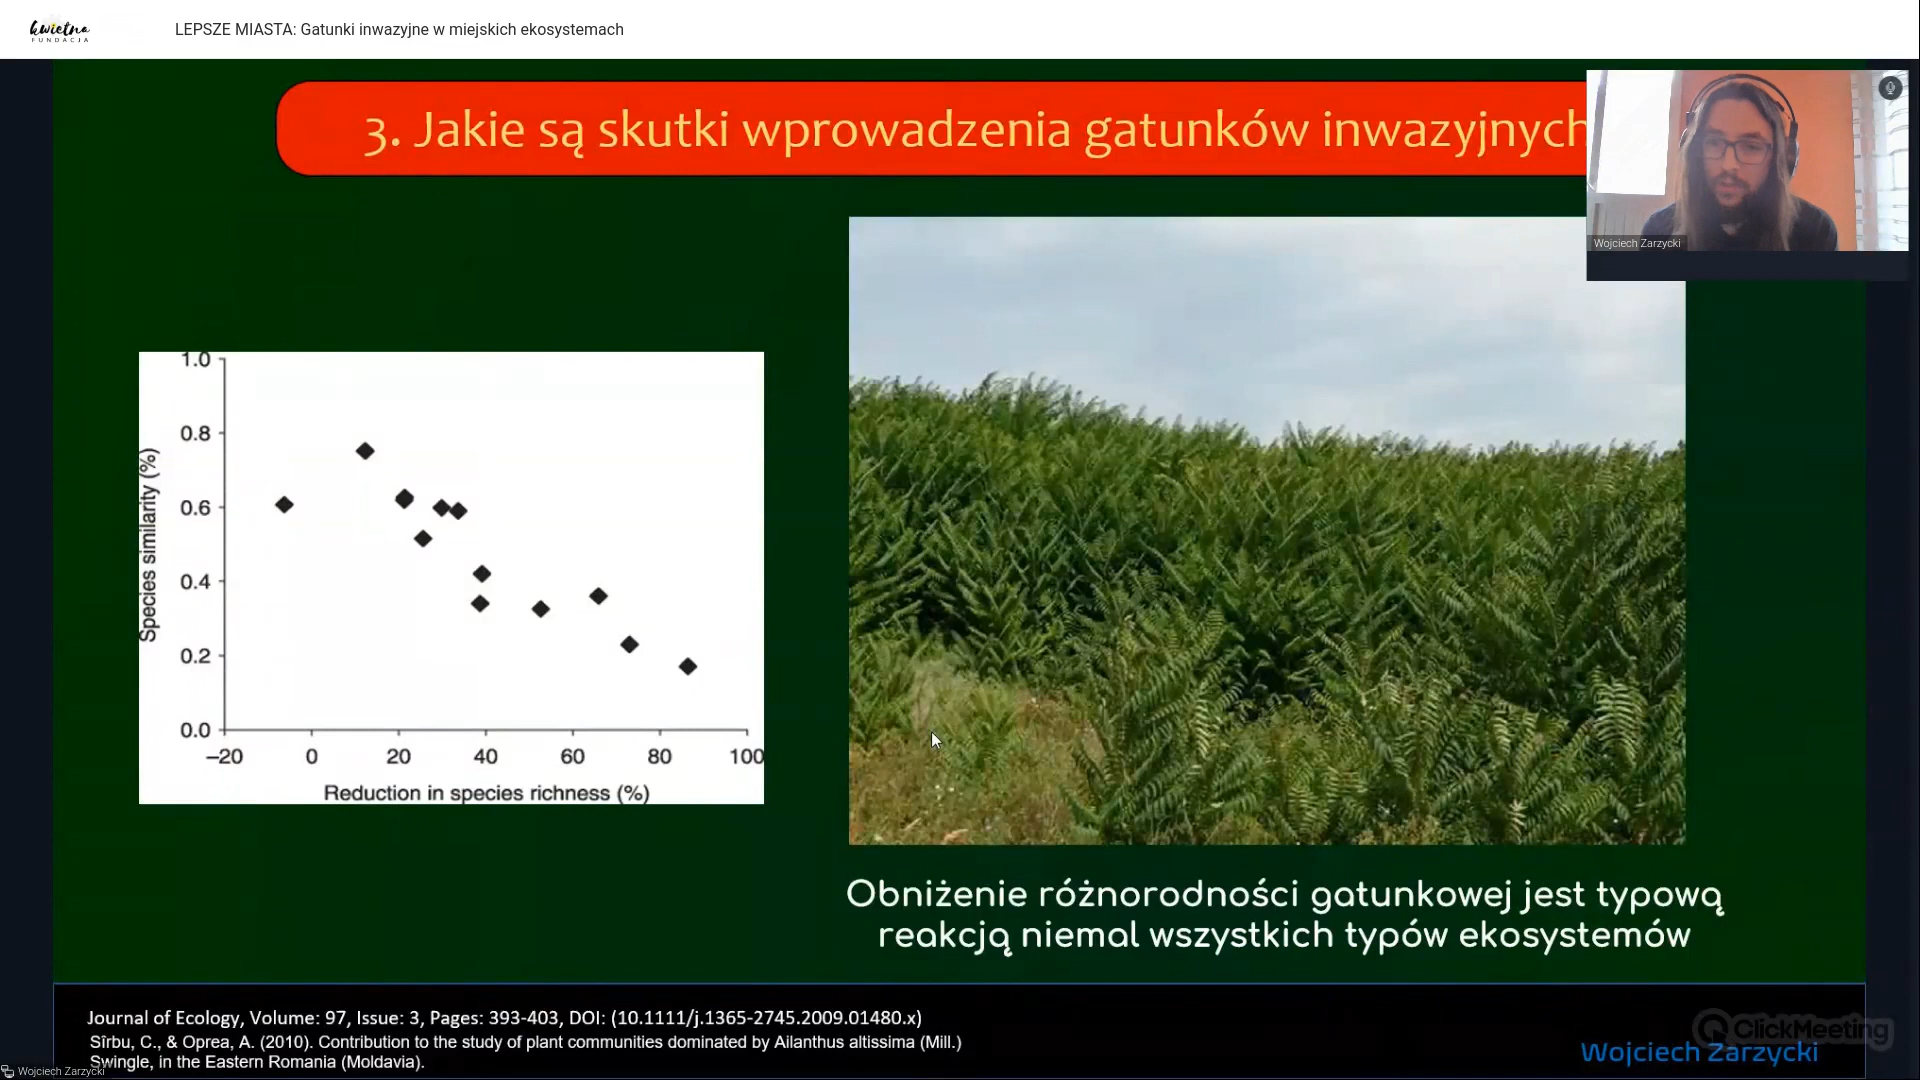 kwietna
FUNDACJA
LEPSZE MIASTA: Gatunki inwazyjne w miejskich ekosystemach
3. Jakie są skutki wprowadzenia gatunków inwazyjnych
Wojciech Zarzycki
1.0
0.8
0.6
0.4
0.2
0.0
Species similarity (%)
–20 0 20 40 60 80 100
Reduction in species richness (%)
Obniżenie różnorodności gatunkowej jest typową
reakcją niemal wszystkich typów ekosystemów
Journal of Ecology, Volume: 97, Issue: 3, Pages: 393-403, DOI: (10.1111/j.1365-2745.2009.01480.x)
Sîrbu, C., & Oprea, A. (2010). Contribution to the study of plant communities dominated by Ailanthus altissima (Mill.)
Swingle, in the Eastern Romania (Moldavia).
ClickMeeting
Wojciech Zarzycki
Wojciech Zarzycki